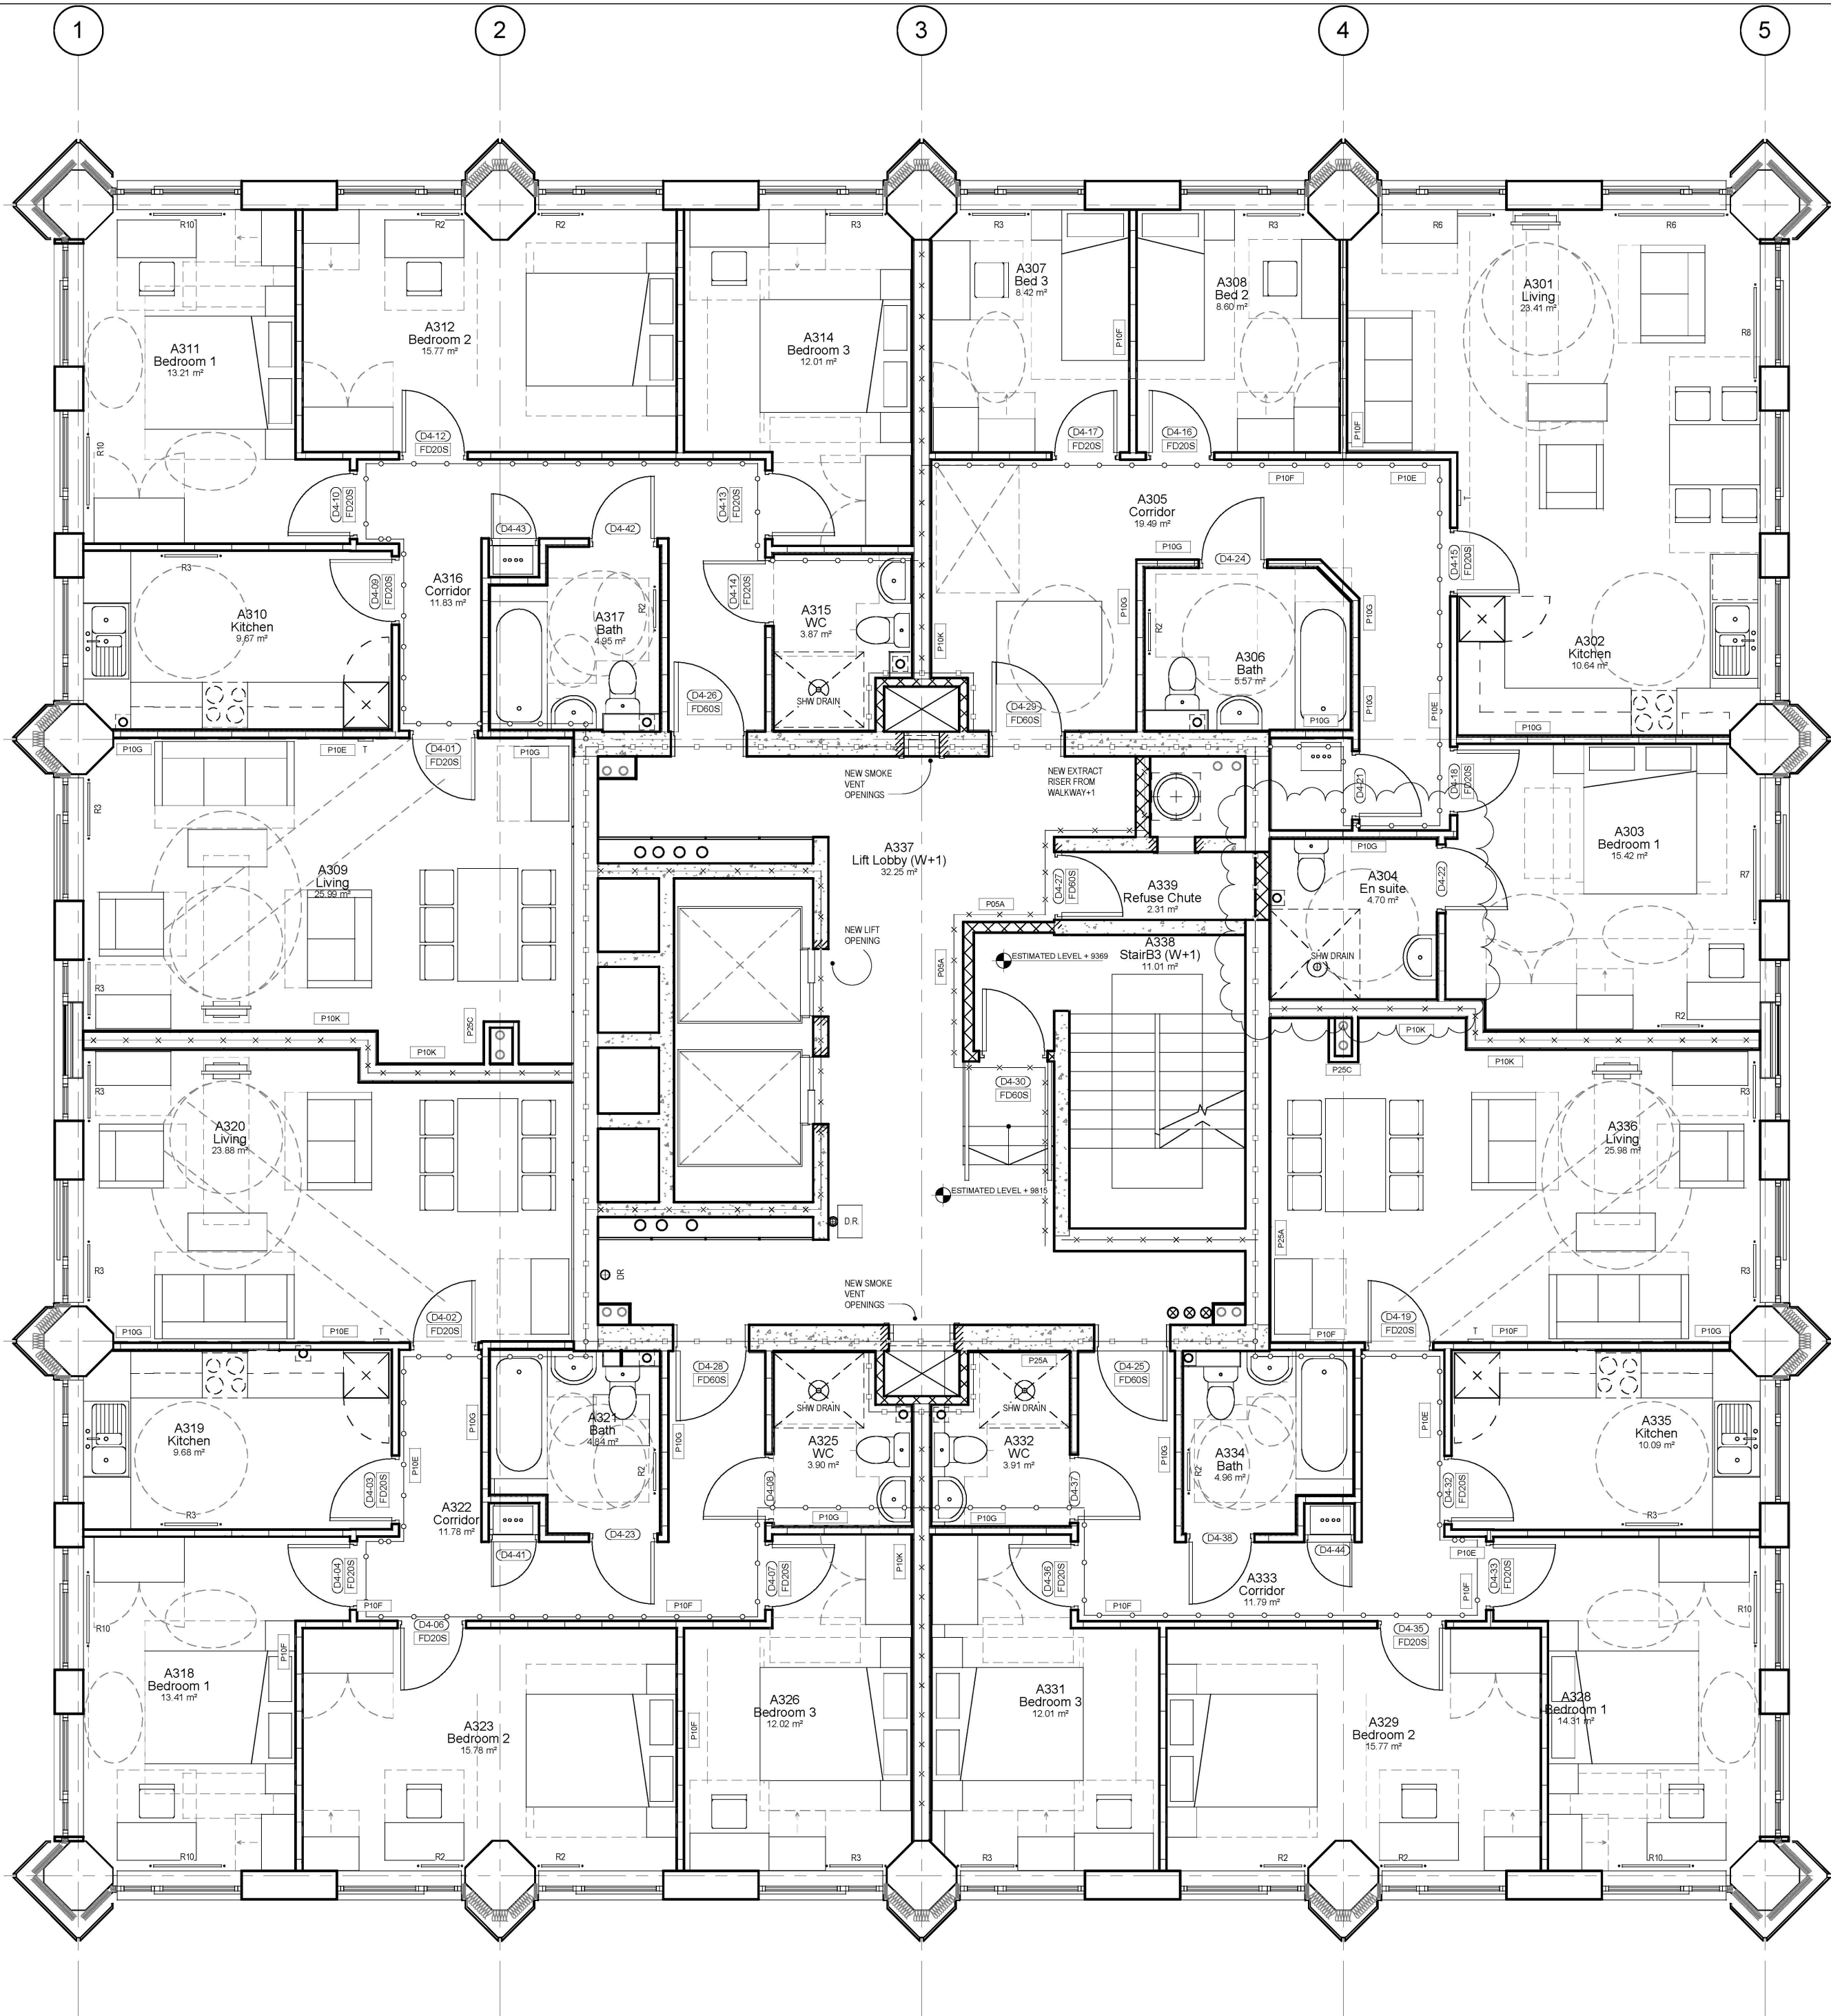 1
2
3
4
5
R10
R2
R2
R3
R3
R3
R6
R6
A311
Bedroom 1
13.21 m²
A312
Bedroom 2
15.77 m²
A314
Bedroom 3
12.01 m²
A307
Bed 3
8.42 m²
P10F
A308
Bed 2
8.60 m²
A301
Living
23.41 m²
R8
R10
P10F
D4-12
FD20S
D4-17
FD20S
D4-16
FD20S
D4-10
FD20S
D4-43
D4-42
D4-13
FD20S
P10F
P10E
A305
Corridor
19.49 m²
T
P10G
D4-24
D4-15
FD20S
R3
D4-09
FD20S
A316
Corridor
11.83 m²
A310
Kitchen
9.67 m²
A317
Bath
4.95 m²
R2
D4-14
FD20S
A315
WC
3.87 m²
SHW DRAIN
P10K
P10G
R2
A306
Bath
5.57 m²
P10G
P10G
P10G
P10E
A302
Kitchen
10.64 m²
P10G
D4-26
FD60S
D4-29
FD60S
P10G
P10E
T
D4-01
FD20S
P10G
NEW SMOKE
VENT
OPENINGS
NEW EXTRACT
RISER FROM
WALKWAY+1
D4-21
D4-18
FD20S
R3
A309
Living
25.99 m²
A337
Lift Lobby (W+1)
32.25 m²
D4-27
FD60S
A339
Refuse Chute
2.31 m²
P10G
A304
En suite
4.70 m²
D4-22
A303
Bedroom 1
15.42 m²
R7
P05A
NEW LIFT
OPENING
A338
StairB3 (W+1)
11.01 m²
ESTIMATED LEVEL + 9369
P05A
SHW DRAIN
R3
P10K
P25C
P10K
R2
P10K
P10K
P25C
R3
A320
Living
23.88 m²
D4-30
FD60S
R3
A336
Living
25.98 m²
ESTIMATED LEVEL + 9815
D.R.
P25A
R3
DR
R3
NEW SMOKE
VENT
OPENINGS
P10G
P10E
T
D4-02
FD20S
P10F
D4-19
FD20S
T
P10F
P10G
D4-28
FD60S
P25A
D4-25
FD60S
SHW DRAIN
SHW DRAIN
A319
Kitchen
9.68 m²
P10G
A321
Bath
4.84 m²
P10G
A325
WC
3.90 m²
A332
WC
3.91 m²
P10G
A334
Bath
4.96 m²
P10E
A335
Kitchen
10.09 m²
P10E
R2
R2
D4-03
FD20S
D4-08
D4-37
D4-32
FD20S
A322
Corridor
11.78 m²
R3
P10G
P10G
R3
D4-23
D4-38
D4-41
D4-44
P10E
D4-04
FD20S
D4-07
FD20S
P10K
D4-36
FD20S
A333
Corridor
11.79 m²
P10F
D4-33
FD20S
P10F
P10F
P10F
R10
D4-06
FD20S
D4-35
FD20S
R10
P10F
A318
Bedroom 1
13.41 m²
A323
Bedroom 2
15.78 m²
P10F
A326
Bedroom 3
12.02 m²
A331
Bedroom 3
12.01 m²
A329
Bedroom 2
15.77 m²
A328
Bedroom 1
14.31 m²
R10
R2
R2
R3
R3
R2
R2
R10